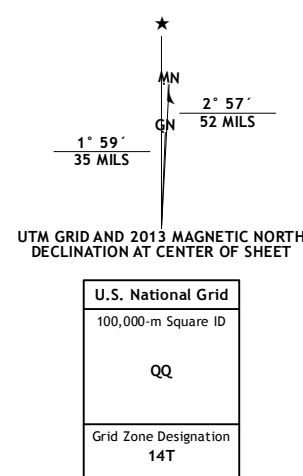 ★
MN
2° 57´
52 MILS
GN
1° 59´
35 MILS
UTM GRID AND 2013 MAGNETIC NORTH
DECLINATION AT CENTER OF SHEET
U.S. National Grid
100,000-m Square ID
QQ
Grid Zone Designation
14T